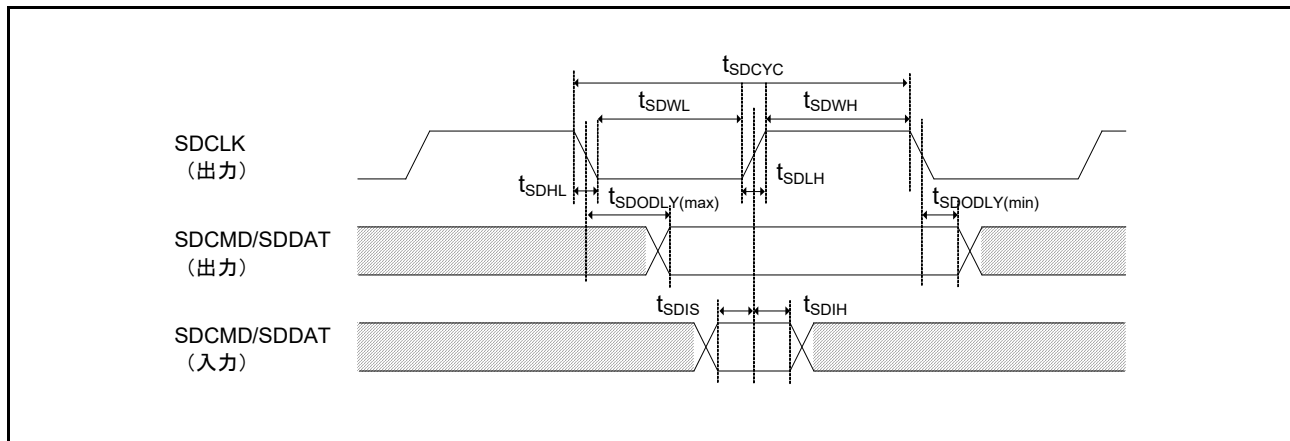 tSDCYC
tSDWL
tSDWH
SDCLK
（出力）
tSDHL
tSDLH
tSDODLY(max)
tSDODLY(min)
SDCMD/SDDAT
（出力）
tSDIS
tSDIH
SDCMD/SDDAT
（入力）